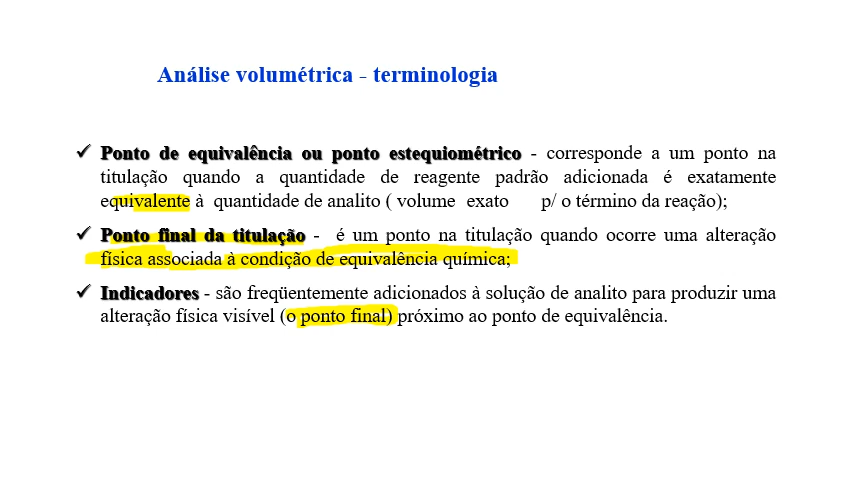 Análise volumétrica - terminologia
✓ Ponto de equivalência ou ponto estequiométrico - corresponde a um ponto na
titulação quando a quantidade de reagente padrão adicionada é exatamente
equivalente à quantidade de analito ( volume exato p/ o término da reação);
✓ Ponto final da titulação - é um ponto na titulação quando ocorre uma alteração
física associada à condição de equivalência química;
✓ Indicadores - são freqüentemente adicionados à solução de analito para produzir uma
alteração física visível (o ponto final) próximo ao ponto de equivalência.